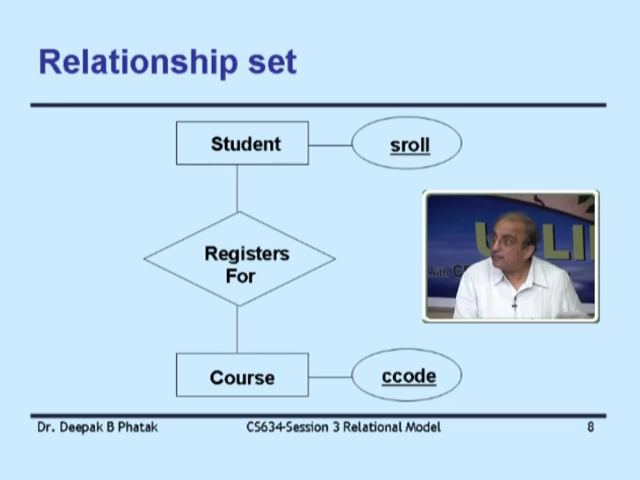 Relationship set
Student
sroll
Registers
For
Course
ccode
Dr. Deepak B Phatak
CS634-Session 3 Relational Model
8